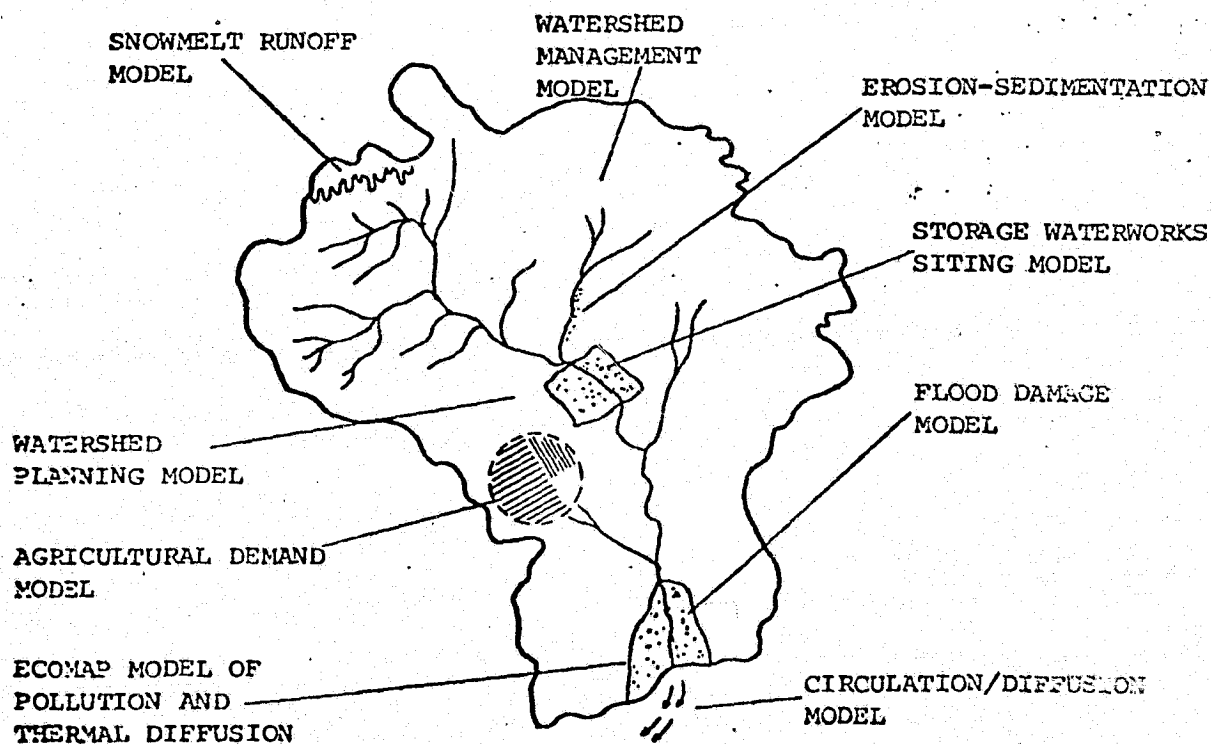 SNOWMELT RUNOFF
MODEL
WATERSHED
MANAGEMENT
MODEL
EROSION-SEDIMENTATION
MODEL
STORAGE WATERWORKS
SITING MODEL
FLOOD DAMAGE
MODEL
WATERSHED
PLANNING MODEL
AGRICULTURAL DEMAND
MODEL
ECOMAP MODEL OF
POLLUTION AND
THERMAL DIFFUSION
CIRCULATION/DIFFUSION
MODEL